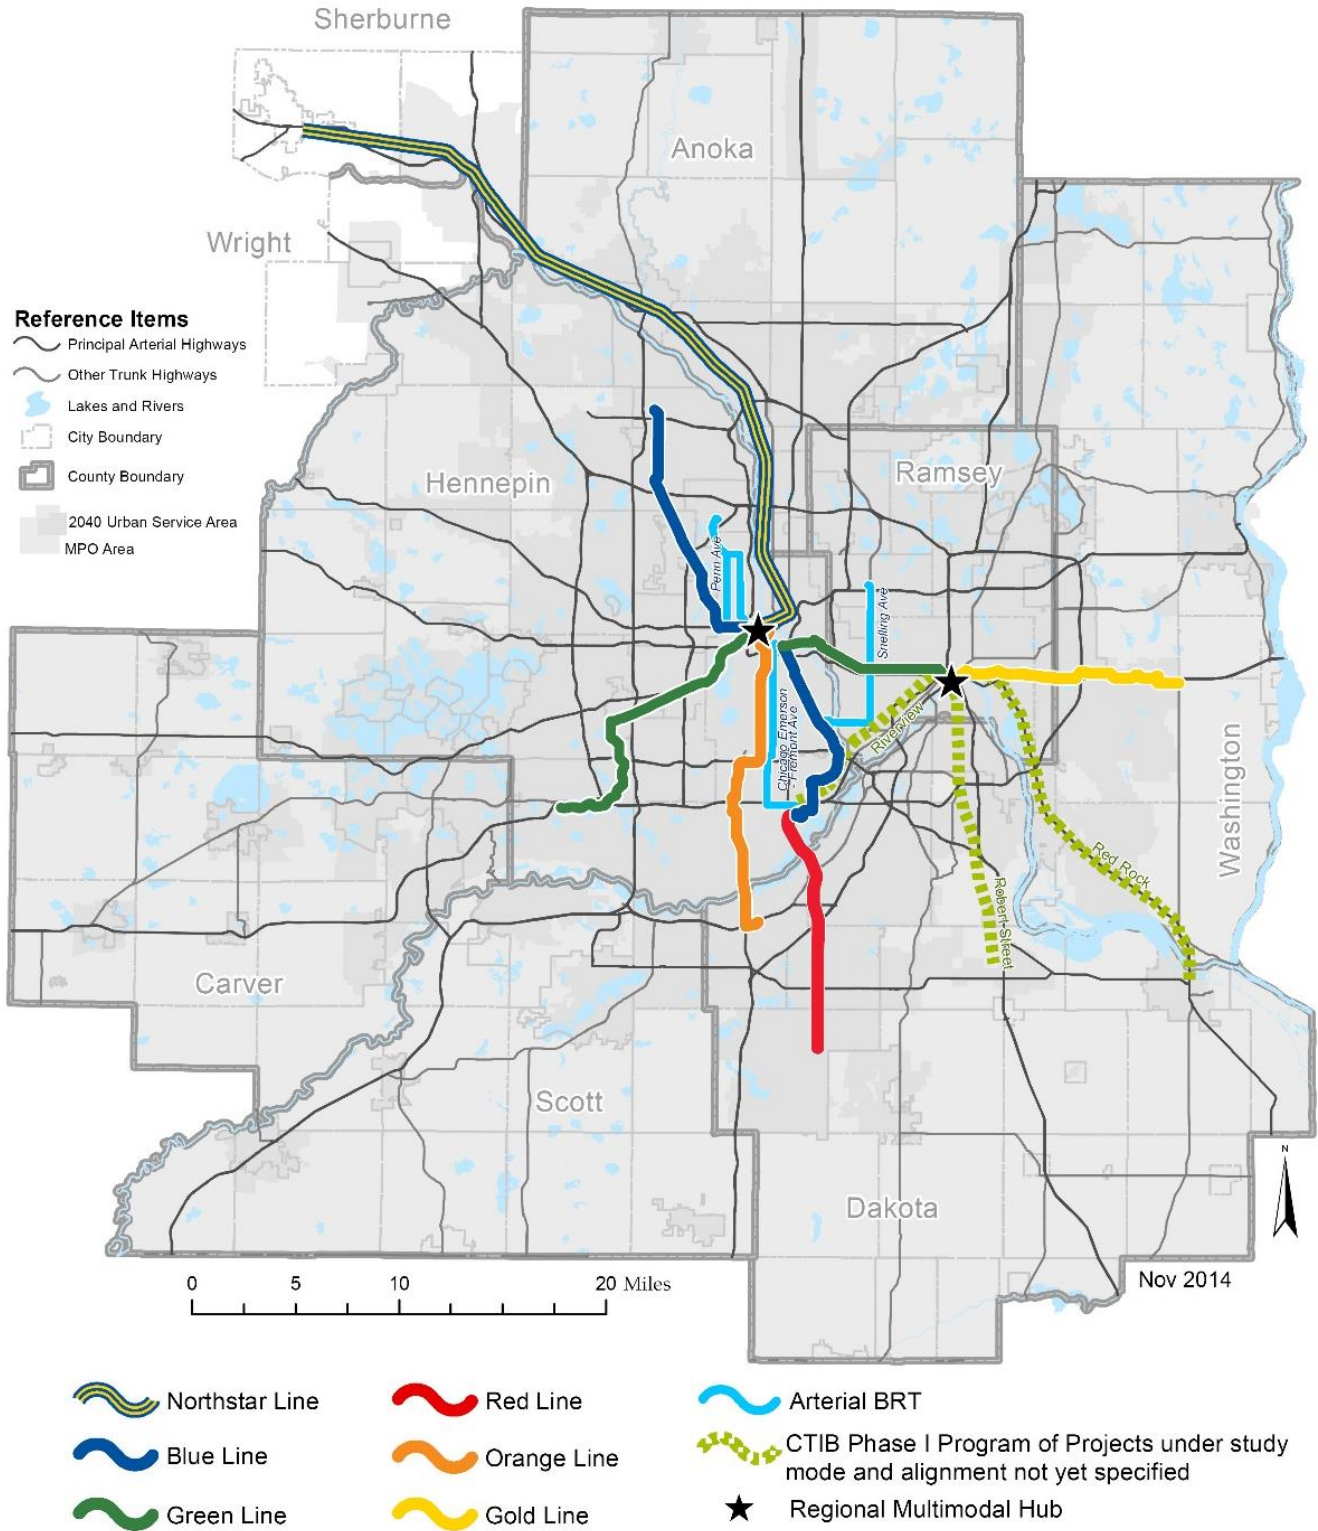 Sherburne
Anoka
Wright
Reference Items
Principal Arterial Highways
Other Trunk Highways
Lakes and Rivers
City Boundary
County Boundary
2040 Urban Service Area
MPO Area
Hennepin
Ramsey
Penn Ave
Snelling Ave
Chicago Emerson
- Fremont Ave
Riverview
Washington
Red Rock
Robert Street
Carver
Scott
Dakota
N
Nov 2014
0 5 10 20 Miles
Northstar Line
Blue Line
Green Line
Red Line
Orange Line
Gold Line
Arterial BRT
CTIB Phase I Program of Projects under study
mode and alignment not yet specified
Regional Multimodal Hub